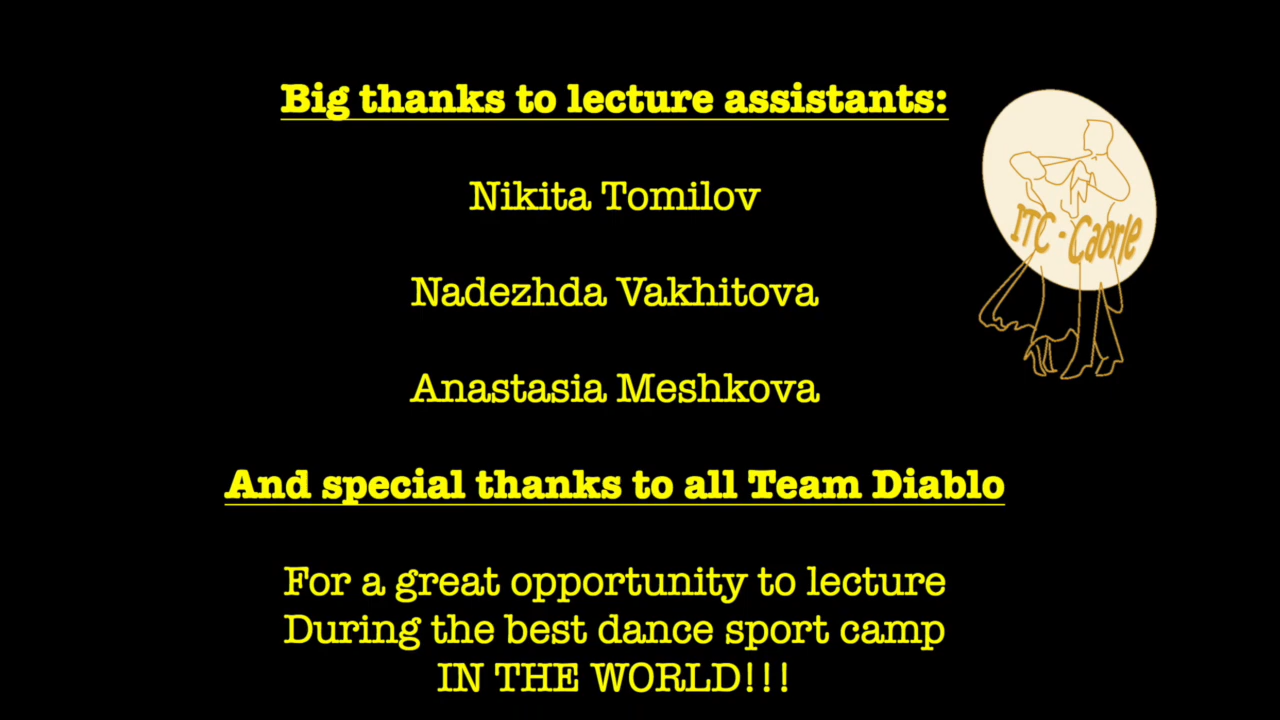 Big thanks to lecture assistants:
Nikita Tomilov
Nadezhda Vakhitova
Anastasia Meshkova
And special thanks to all Team Diablo
For a great opportunity to lecture
During the best dance sport camp
IN THE WORLD!!!
ITC - Caorle